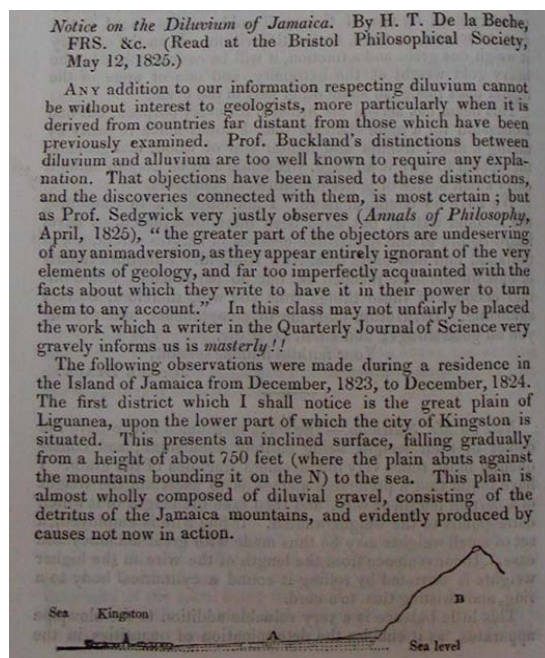 Notice on the Diluvium of Jamaica. By H. T. De la Beche,
FRS. &c. (Read at the Bristol Philosophical Society,
May 12, 1825.)
ANY addition to our information respecting diluvium cannot
be without interest to geologists, more particularly when it is
derived from countries far distant from those which have been
previously examined. Prof. Buckland's distinctions between
diluvium and alluvium are too well known to require any expla-
nation. That objections have been raised to these distinctions,
and the discoveries connected with them, is most certain; but
as Prof. Sedgwick very justly observes (Annals of Philosophy,
April, 1825), "the greater part of the objectors are undeserving
of any animadversion, as they appear entirely ignorant of the very
elements of geology, and far too imperfectly acquainted with the
facts about which they write to have it in their power to turn
them to any account." In this class may not unfairly be placed
the work which a writer in the Quarterly Journal of Science very
gravely informs us is masterly!!
The following observations were made during a residence in
the Island of Jamaica from December, 1823, to December, 1824.
The first district which I shall notice is the great plain of
Liguanea, upon the lower part of which the city of Kingston is
situated. This presents an inclined surface, falling gradually
from a height of about 750 feet (where the plain abuts against
the mountains bounding it on the N) to the sea. This plain is
almost wholly composed of diluvial gravel, consisting of the
detritus of the Jamaica mountains, and evidently produced by
causes not now in action.
B
Sea Kingston
A A
Sea level